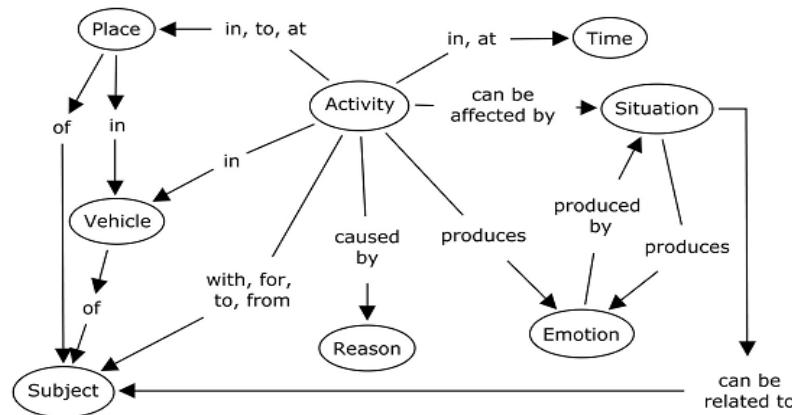 Place
in, to, at
in, at
Time
Activity
can be
affected by
Situation
of
in
in
Vehicle
produced
by
caused
by
produces
produces
with, for,
to, from
of
Reason
Emotion
Subject
can be
related to